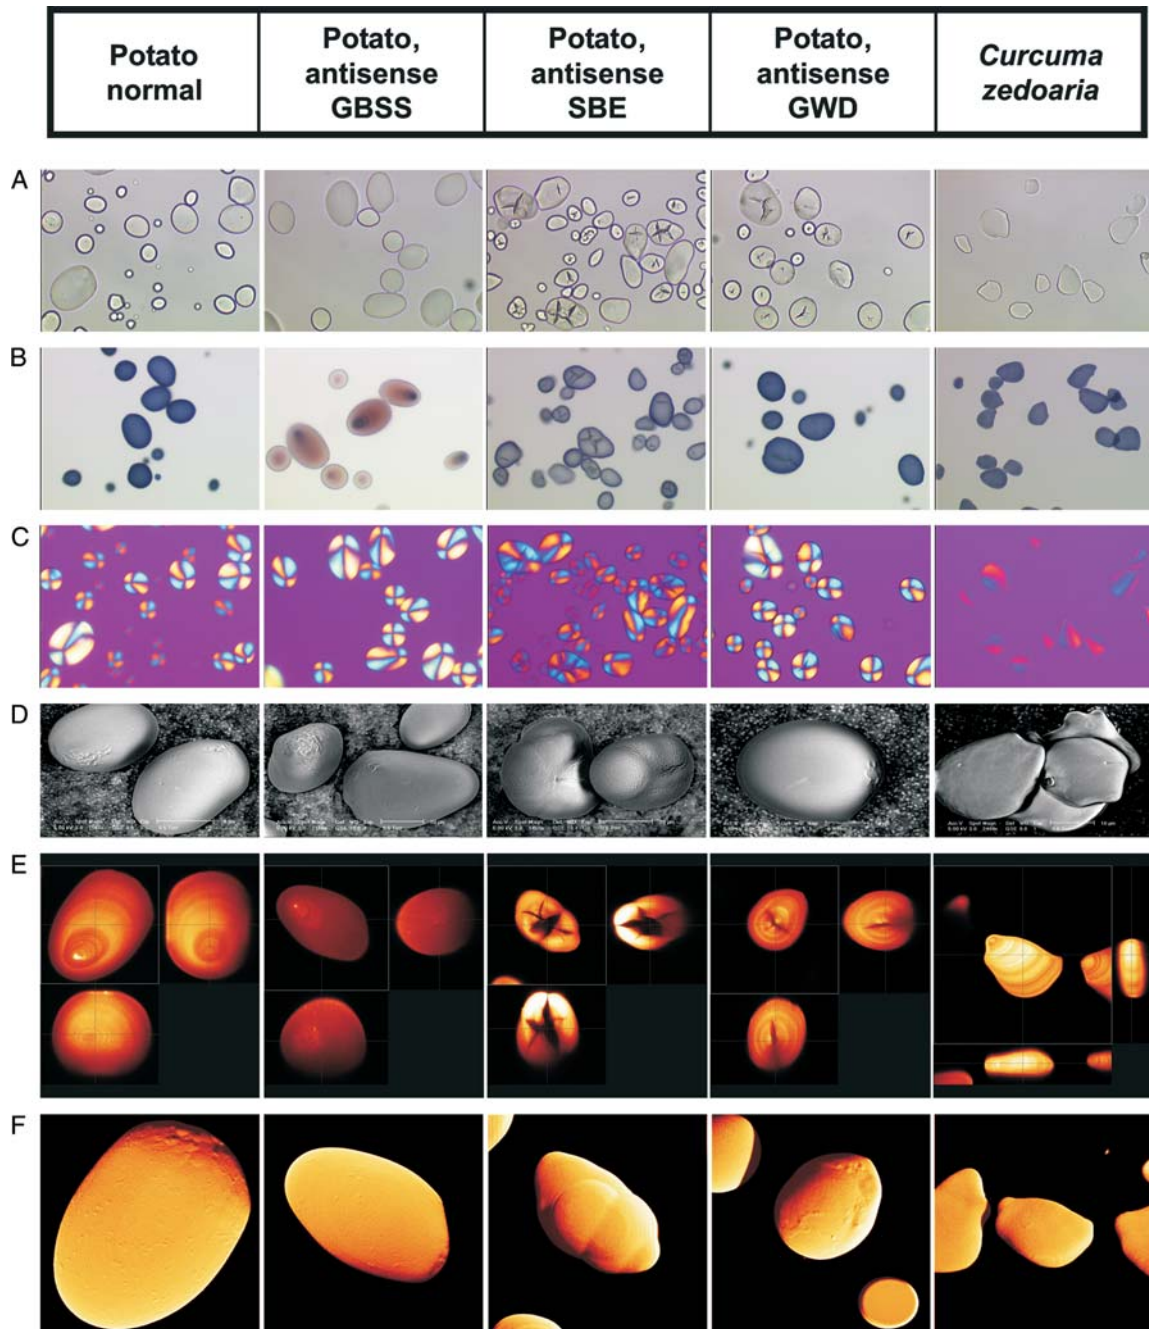 Potato
normal
Potato,
antisense
GBSS
Potato,
antisense
SBE
Potato,
antisense
GWD
Curcuma
zedoaria
A
B
C
D
E
F